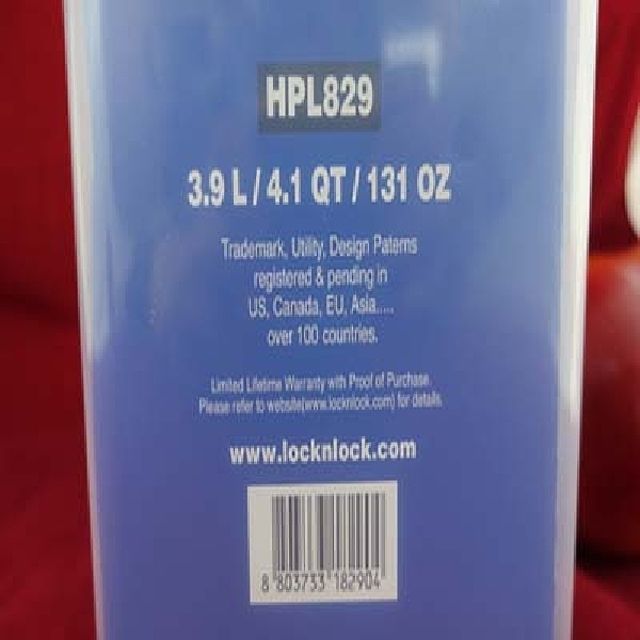 HPL829
3.9 L / 4.1 QT / 131 OZ
Trademark, Utility, Design Paterns
registered & pending in
US, Canada, EU, Asia....
over 100 countries.
Limited Lifetime Warranty with Proof of Purchase.
Please refer to website(www.locknlock.com) for details.
www.locknlock.com
8 803733 182904